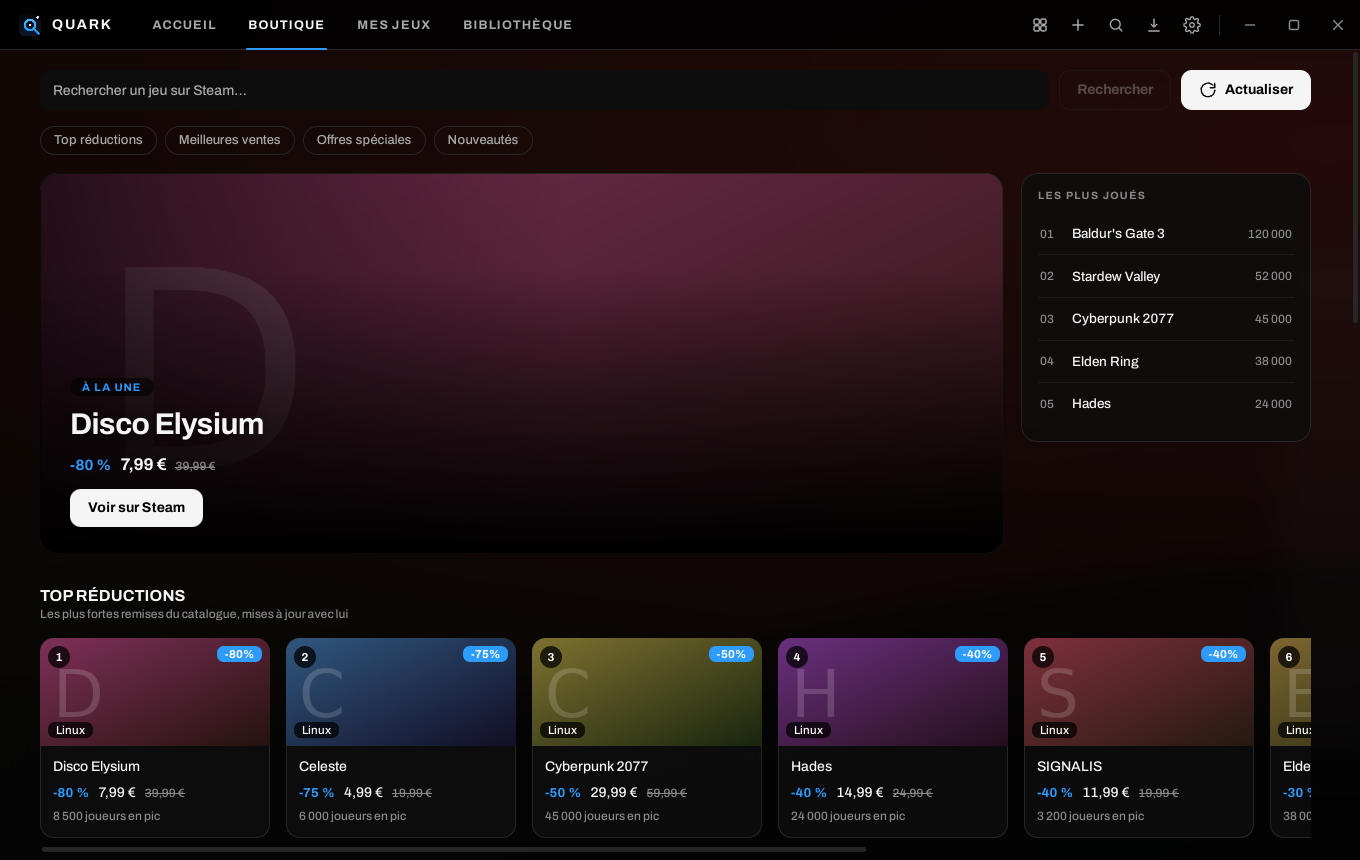 QUARK ACCUEIL BOUTIQUE MES JEUX BIBLIOTHÈQUE
Rechercher un jeu sur Steam... Rechercher Actualiser
Top réductions Meilleures ventes Offres spéciales Nouveautés
D
À LA UNE
Disco Elysium
-80 % 7,99 € 39,99 €
Voir sur Steam
LES PLUS JOUÉS
01 Baldur's Gate 3 120 000
02 Stardew Valley 52 000
03 Cyberpunk 2077 45 000
04 Elden Ring 38 000
05 Hades 24 000
TOP RÉDUCTIONS
Les plus fortes remises du catalogue, mises à jour avec lui
1 -80% 2 -75% 3 -50% 4 -40% 5 -40% 6
D C C H S E
Linux Linux Linux Linux Linux Linux
Disco Elysium Celeste Cyberpunk 2077 Hades SIGNALIS Elde
-80 % 7,99 € 39,99 € -75 % 4,99 € 19,99 € -50 % 29,99 € 59,99 € -40 % 14,99 € 24,99 € -40 % 11,99 € 19,99 € -30 %
8 500 joueurs en pic 6 000 joueurs en pic 45 000 joueurs en pic 24 000 joueurs en pic 3 200 joueurs en pic 38 00